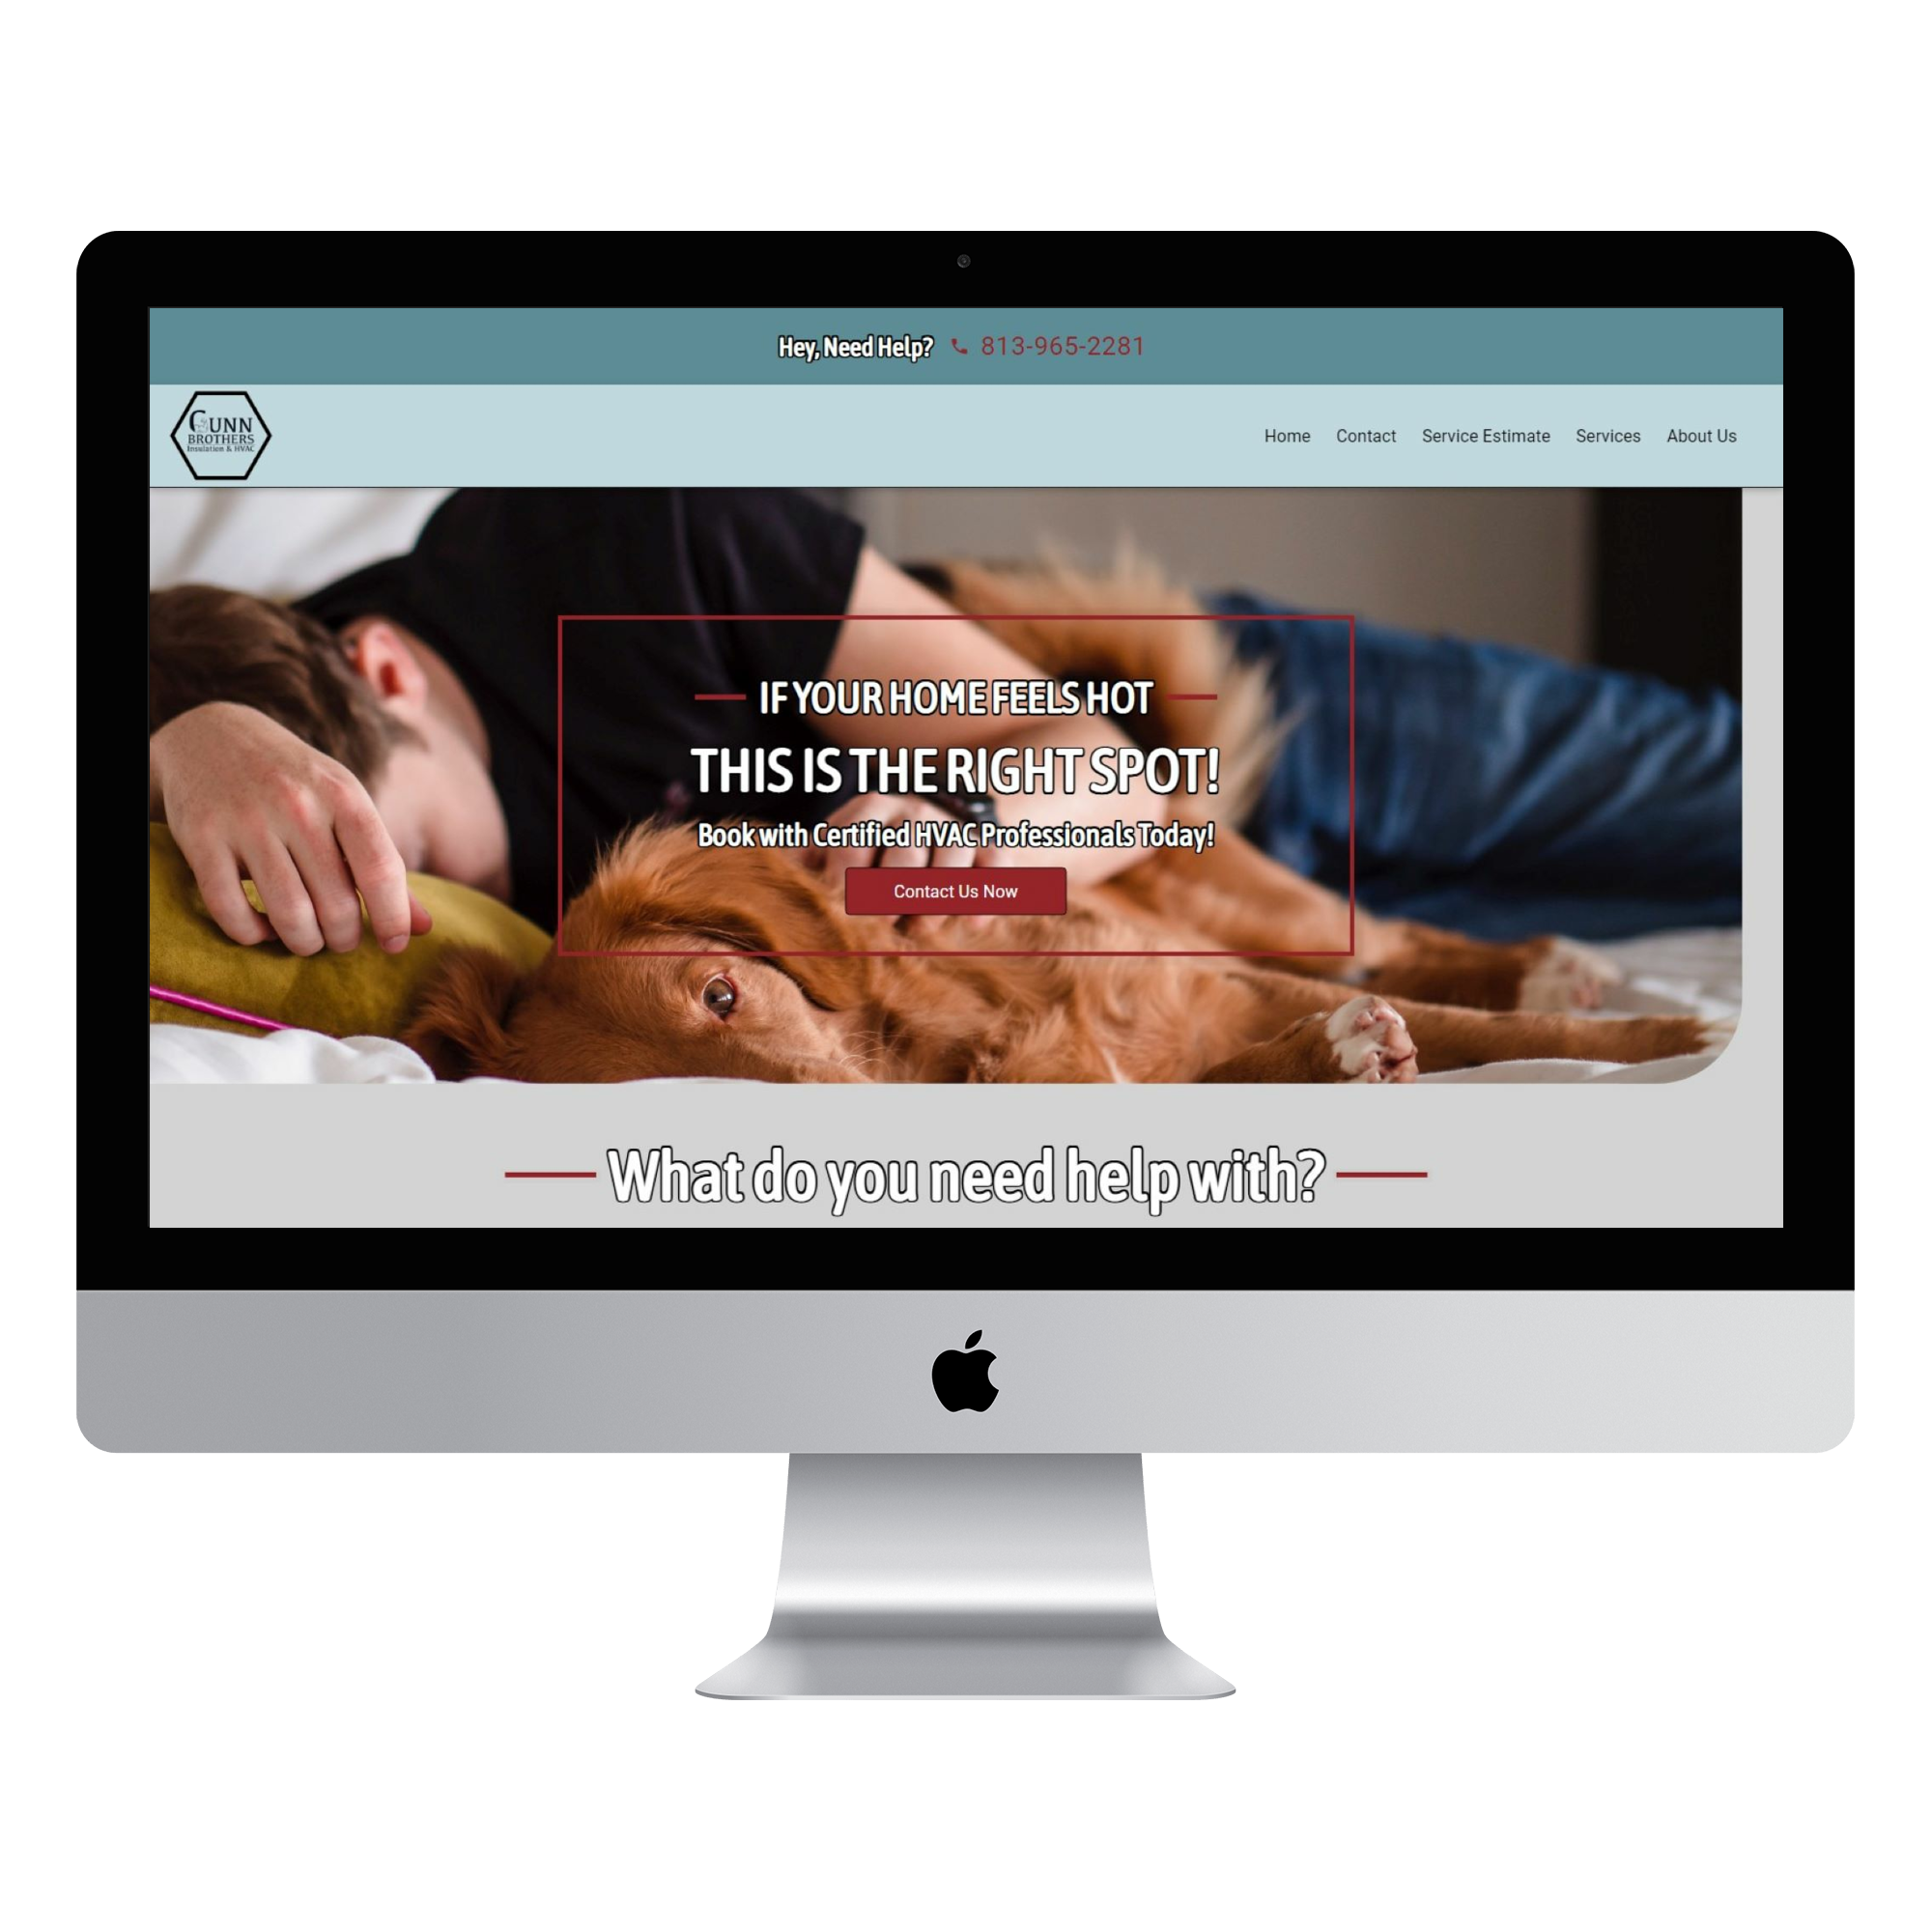 Hey, Need Help? 813-965-2281
GUNN
BROTHERS
Insulation & HVAC
Home Contact Service Estimate Services About Us
IF YOUR HOME FEELS HOT
THIS IS THE RIGHT SPOT!
Book with Certified HVAC Professionals Today!
Contact Us Now
What do you need help with?